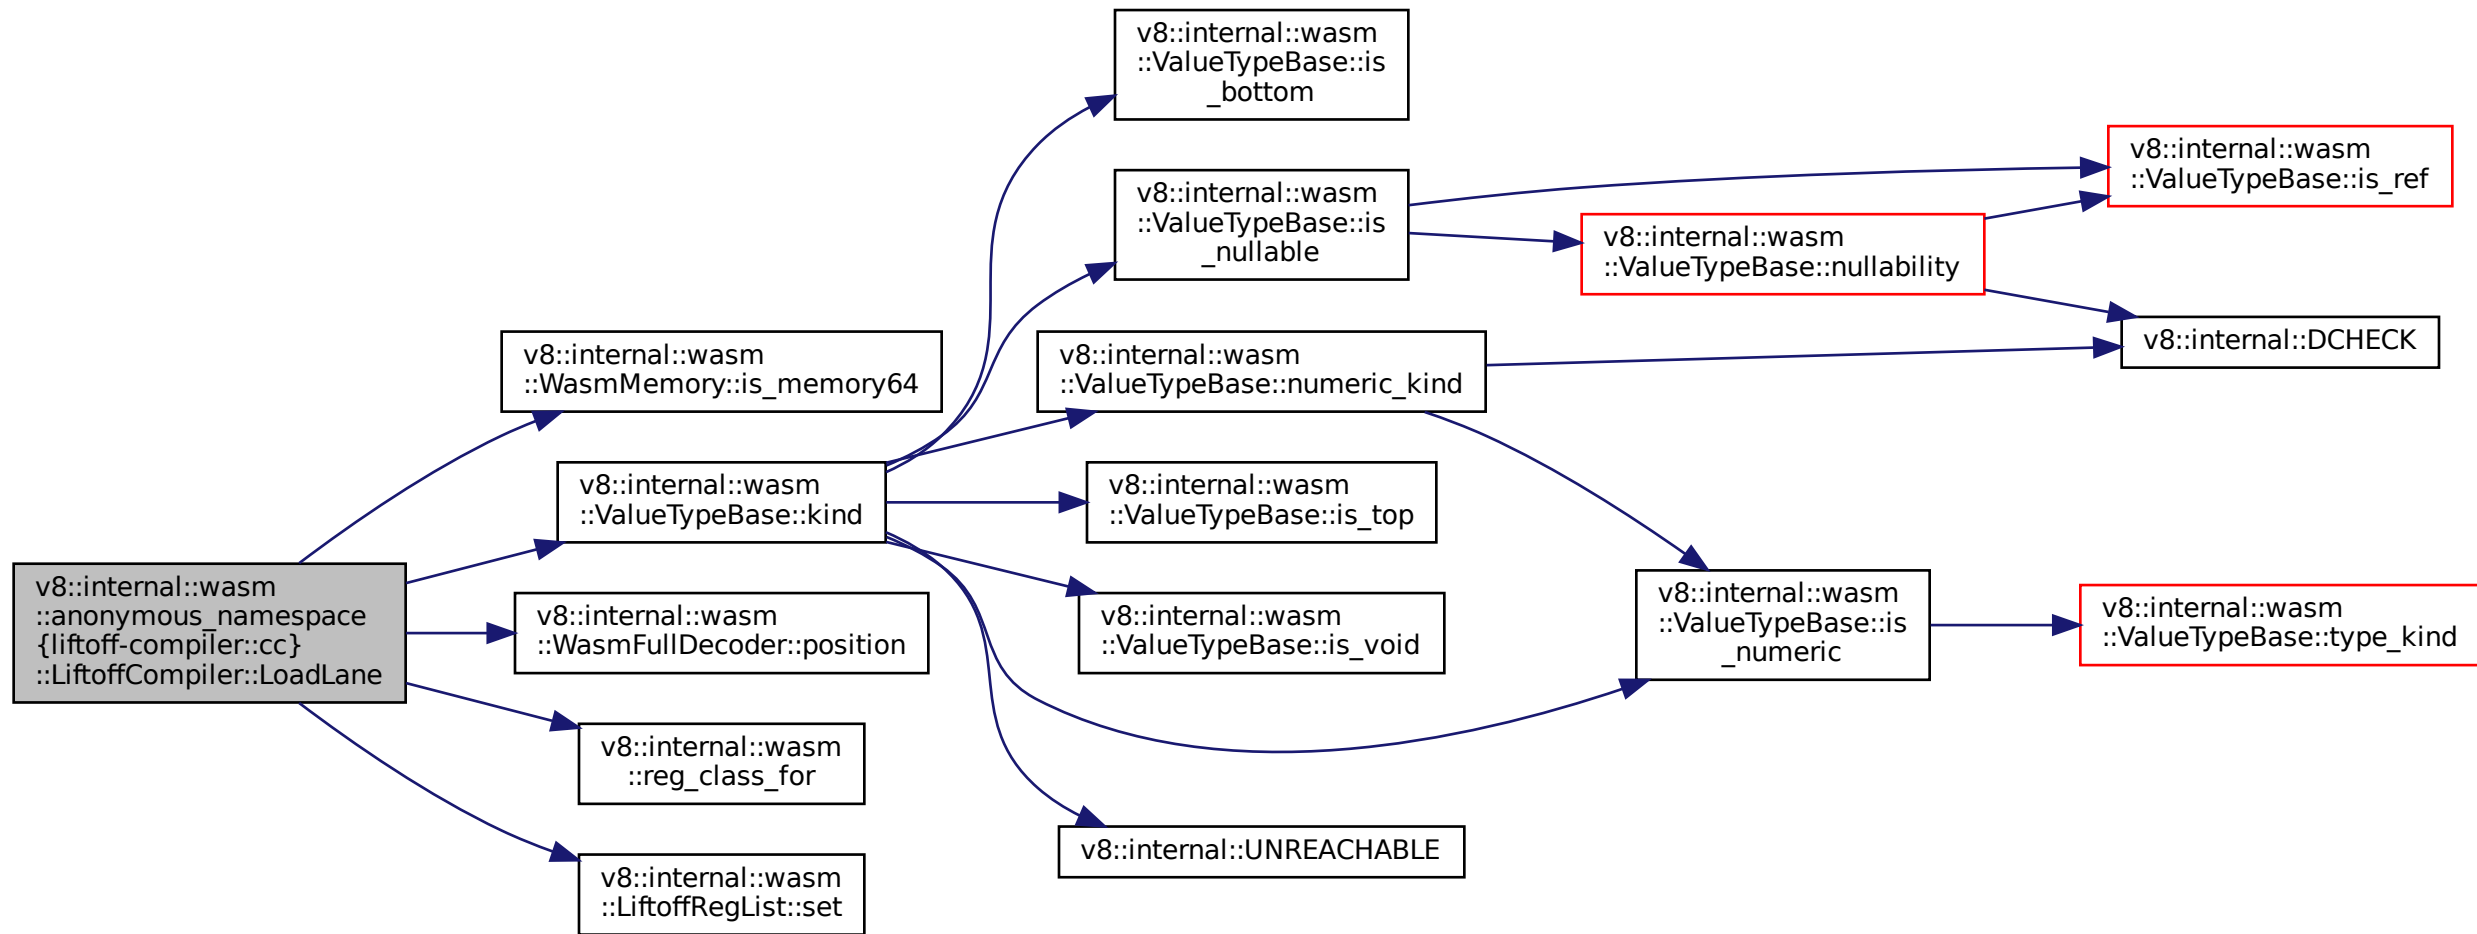 v8::internal::wasm
::anonymous_namespace
{liftoff-compiler::cc}
::LiftoffCompiler::LoadLane
v8::internal::wasm
::WasmMemory::is_memory64
v8::internal::wasm
::ValueTypeBase::kind
v8::internal::wasm
::WasmFullDecoder::position
v8::internal::wasm
::reg_class_for
v8::internal::wasm
::LiftoffRegList::set
v8::internal::wasm
::ValueTypeBase::is
_bottom
v8::internal::wasm
::ValueTypeBase::is
_nullable
v8::internal::wasm
::ValueTypeBase::numeric_kind
v8::internal::wasm
::ValueTypeBase::is_top
v8::internal::wasm
::ValueTypeBase::is_void
v8::internal::UNREACHABLE
v8::internal::wasm
::ValueTypeBase::nullability
v8::internal::wasm
::ValueTypeBase::is
_numeric
v8::internal::wasm
::ValueTypeBase::is_ref
v8::internal::DCHECK
v8::internal::wasm
::ValueTypeBase::type_kind